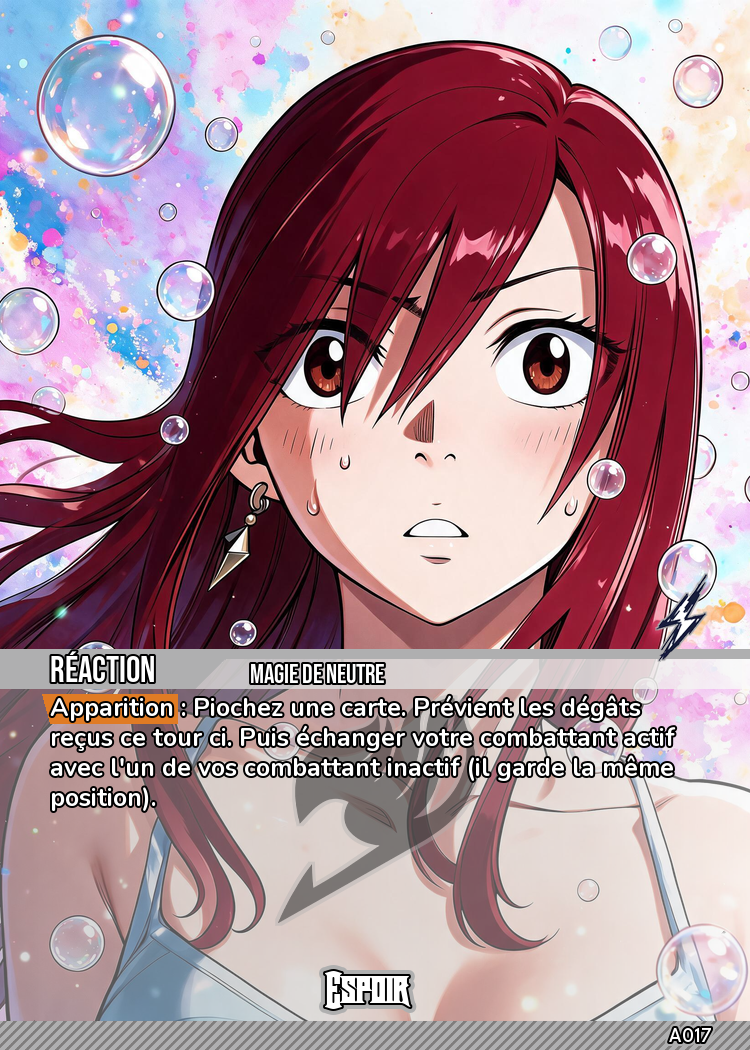 RÉACTION
MAGIE DE NEUTRE
Apparition : Piochez une carte. Prévient les dégâts
reçus ce tour ci. Puis échanger votre combattant actif
avec l'un de vos combattant inactif (il garde la même
position).
ESPOIR
A017